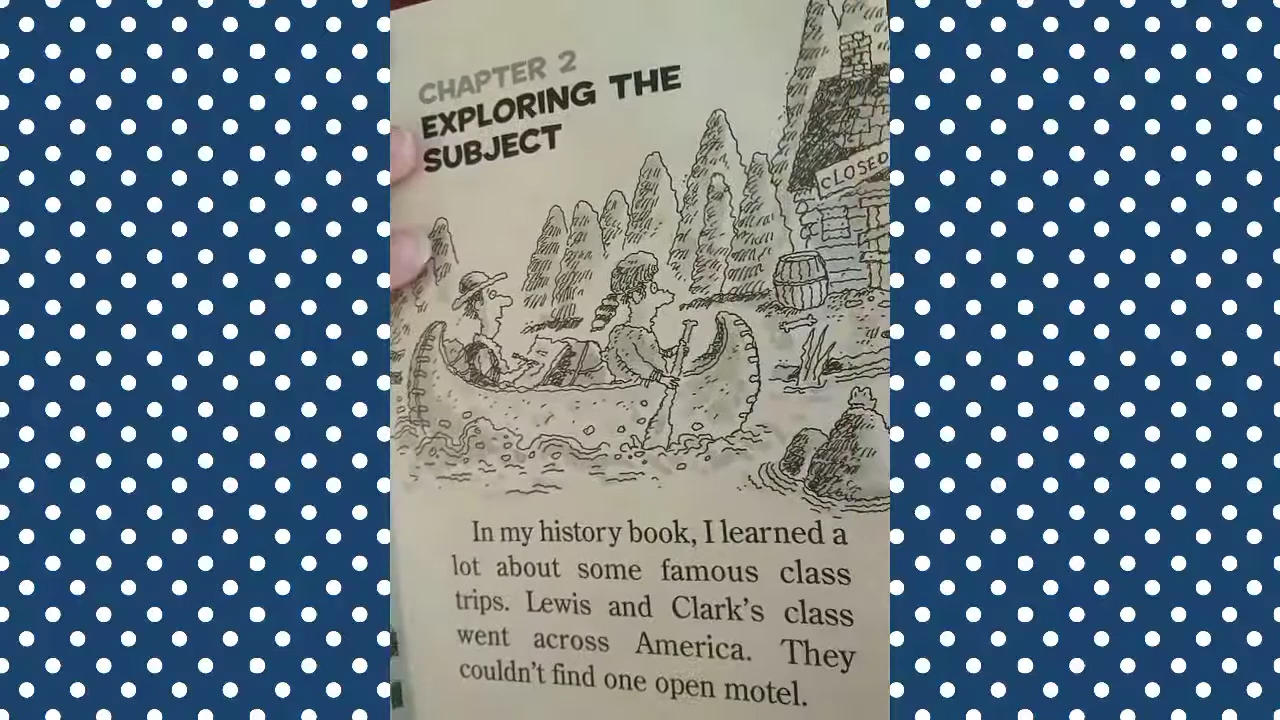 CHAPTER 2
EXPLORING THE
SUBJECT
CLOSED
In my history book, I learned a
lot about some famous class
trips. Lewis and Clark's class
went across America. They
couldn't find one open motel.